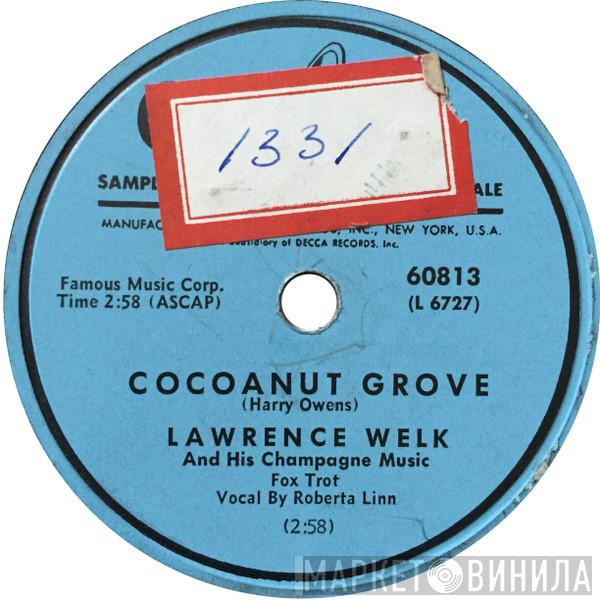 1331
SAMPL
ALE
MANUFAC
INC., NEW YORK, U.S.A.
subsidiary of DECCA RECORDS, Inc.
Famous Music Corp.
Time 2:58 (ASCAP)
60813
(L 6727)
COCOANUT GROVE
(Harry Owens)
LAWRENCE WELK
And His Champagne Music
Fox Trot
Vocal By Roberta Linn
(2:58)
МАРКЕТ ВИНИЛА